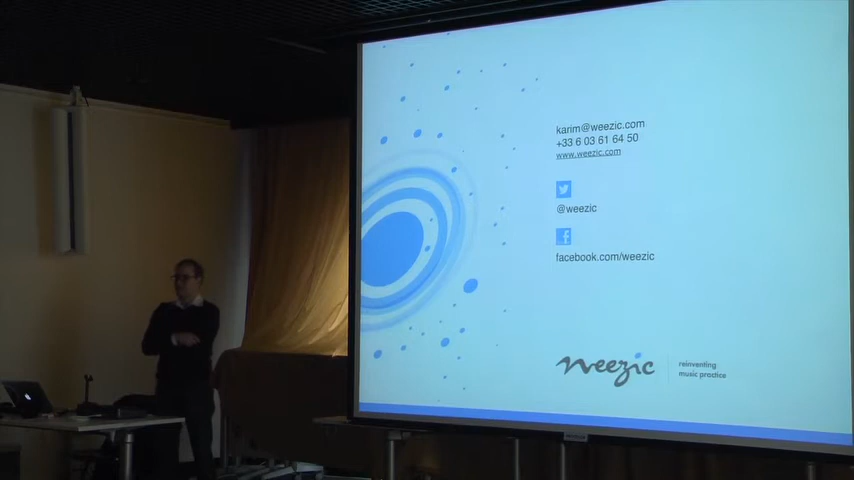 karim@weezic.com
+33 6 03 61 64 50
www.weezic.com
@weezic
facebook.com/weezic
weezic
reinventing
music practice